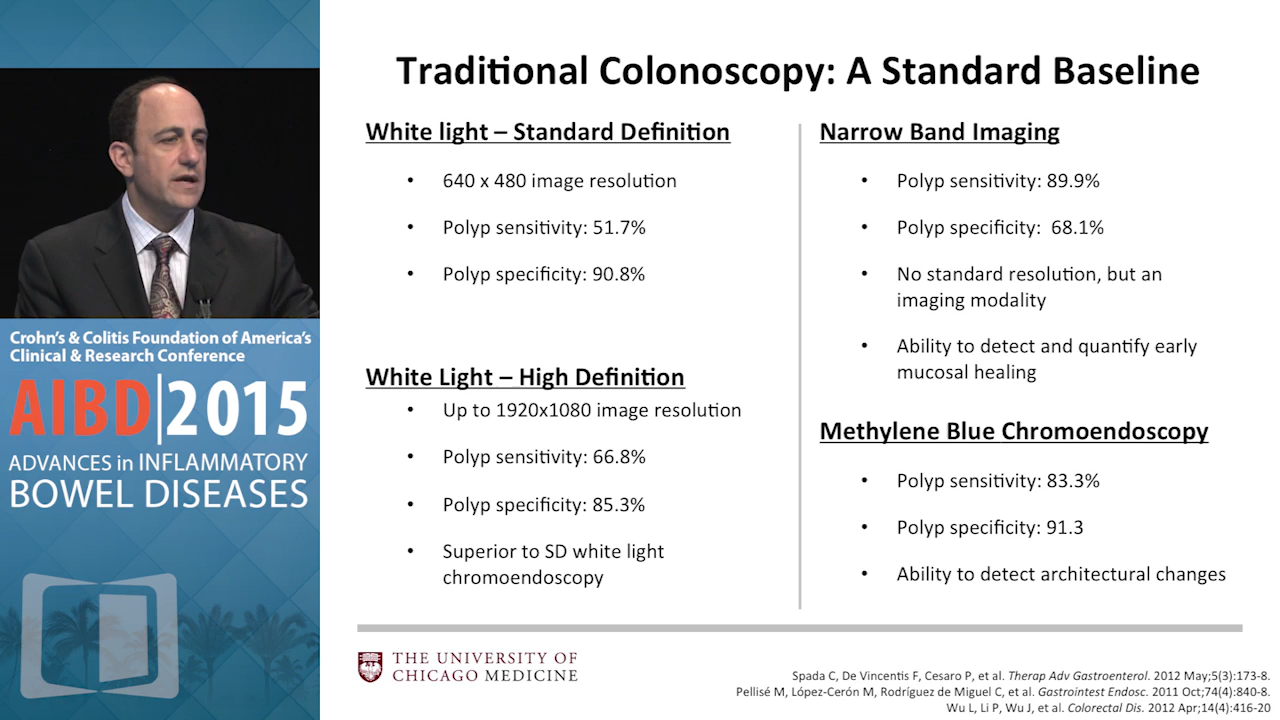 Crohn's & Colitis Foundation of America's
Clinical & Research Conference
AIBD|2015
ADVANCES in INFLAMMATORY
BOWEL DISEASES
Traditional Colonoscopy: A Standard Baseline
White light – Standard Definition
• 640 x 480 image resolution
• Polyp sensitivity: 51.7%
• Polyp specificity: 90.8%
White Light – High Definition
• Up to 1920x1080 image resolution
• Polyp sensitivity: 66.8%
• Polyp specificity: 85.3%
• Superior to SD white light
chromoendoscopy
Narrow Band Imaging
• Polyp sensitivity: 89.9%
• Polyp specificity: 68.1%
• No standard resolution, but an
imaging modality
• Ability to detect and quantify early
mucosal healing
Methylene Blue Chromoendoscopy
• Polyp sensitivity: 83.3%
• Polyp specificity: 91.3
• Ability to detect architectural changes
THE UNIVERSITY OF
CHICAGO MEDICINE
Spada C, De Vincentis F, Cesaro P, et al. Therap Adv Gastroenterol. 2012 May;5(3):173-8.
Pellisé M, López-Cerón M, Rodríguez de Miguel C, et al. Gastrointest Endosc. 2011 Oct;74(4):840-8.
Wu L, Li P, Wu J, et al. Colorectal Dis. 2012 Apr;14(4):416-20